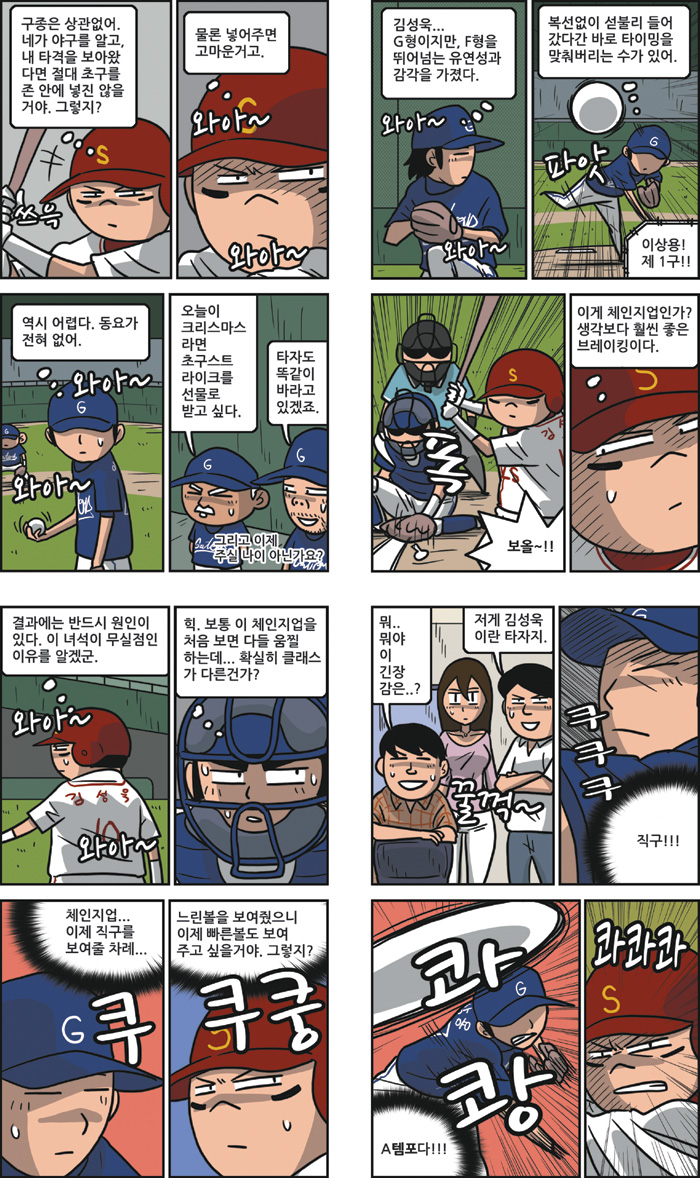 구종은 상관없어.
네가 야구를 알고,
내 타격을 보아왔
다면 절대 초구를
존 안에 넣진 않을
거야. 그렇지?
S
쓰윽
물론 넣어주면
고마운거고.
와아~
S
와아~
역시 어렵다. 동요가
전혀 없어.
와아~
G
와아~
오늘이
크리스마스
라면
초구스트
라이크를
선물로
받고 싶다.
타자도
똑같이
바라고
있겠죠.
G
G
그리고 이제
주실 나이 아닌가요?
김성욱...
G형이지만, F형을
뛰어넘는 유연성과
감각을 가졌다.
와아~
G
와아~
복선없이 섣불리 들어
갔다간 바로 타이밍을
맞춰버리는 수가 있어.
G
파앗
이상용!
제 1구!!
S
쏙
보올~!!
이게 체인지업인가?
생각보다 훨씬 좋은
브레이킹이다.
S
결과에는 반드시 원인이
있다. 이 녀석이 무실점인
이유를 알겠군.
와아~
김성욱
와아~
힉. 보통 이 체인지업을
처음 보면 다들 움찔
하는데... 확실히 클래스
가 다른건가?
체인지업...
이제 직구를
보여줄 차례...
G
쿠
느린볼을 보여줬으니
이제 빠른볼도 보여
주고 싶을거야. 그렇지?
S
쿠쿵
뭐..
뭐야
이
긴장
감은..?
저게 김성욱
이란 타자지.
꿀꺽~
쿠
쿠
쿠
직구!!!
콰
G
콰앙
A템포다!!!
콰콰콰
S